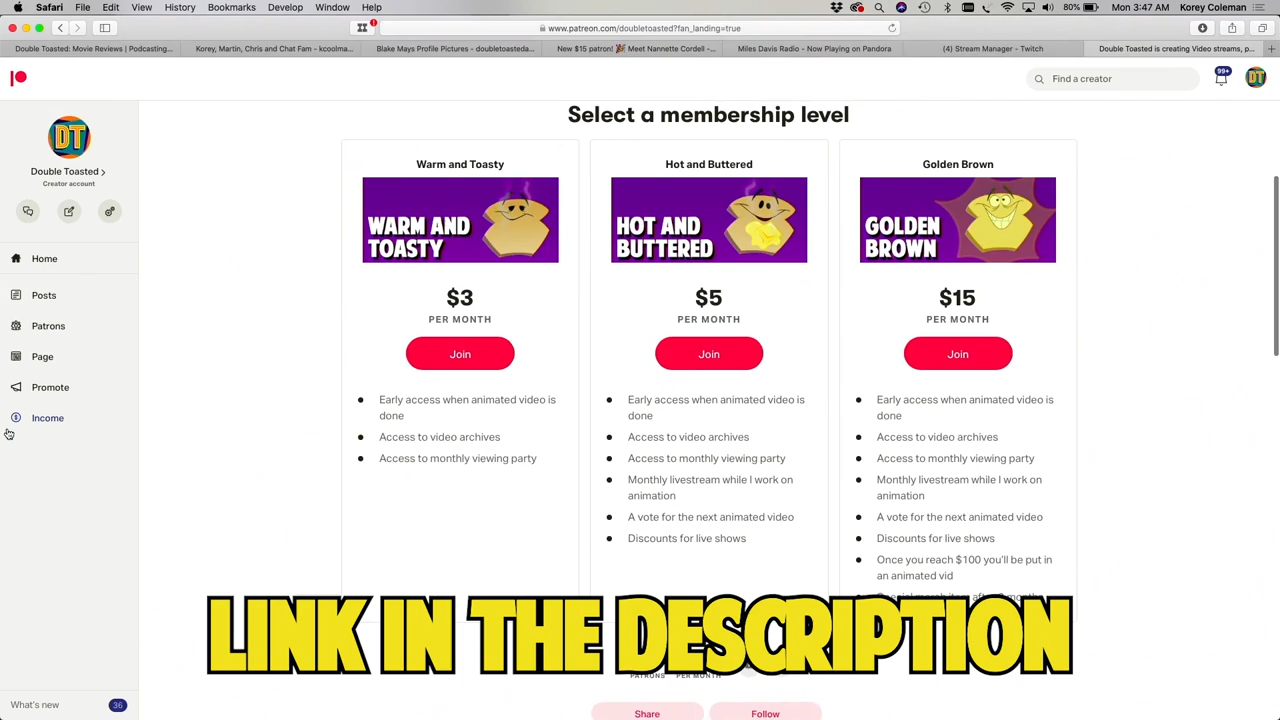 Safari File Edit View History Bookmarks Develop Window Help
Mon 3:47 AM Korey Coleman
www.patreon.com/doubletoasted?fan_landing=true
Double Toasted: Movie Reviews | Podcasting...
Korey, Martin, Chris and Chat Fam - kcoolma...
Blake Mays Profile Pictures - doubletoasteda...
New $15 patron! 🎉 Meet Nannette Cordell -...
Miles Davis Radio - Now Playing on Pandora
(4) Stream Manager - Twitch
Double Toasted is creating Video streams, p...
Find a creator
99+
DT
DT
Double Toasted
Creator account
Home
Posts
Patrons
Page
Promote
Income
What's new
36
Select a membership level
Warm and Toasty
WARM AND
TOASTY
$3
PER MONTH
Join
Early access when animated video is
done
Access to video archives
Access to monthly viewing party
Hot and Buttered
HOT AND
BUTTERED
$5
PER MONTH
Join
Early access when animated video is
done
Access to video archives
Access to monthly viewing party
Monthly livestream while I work on
animation
A vote for the next animated video
Discounts for live shows
Golden Brown
GOLDEN
BROWN
$15
PER MONTH
Join
Early access when animated video is
done
Access to video archives
Access to monthly viewing party
Monthly livestream while I work on
animation
A vote for the next animated video
Discounts for live shows
Once you reach $100 you'll be put in
an animated vid
LINK IN THE DESCRIPTION
PATRONS
PER MONTH
Share
Follow